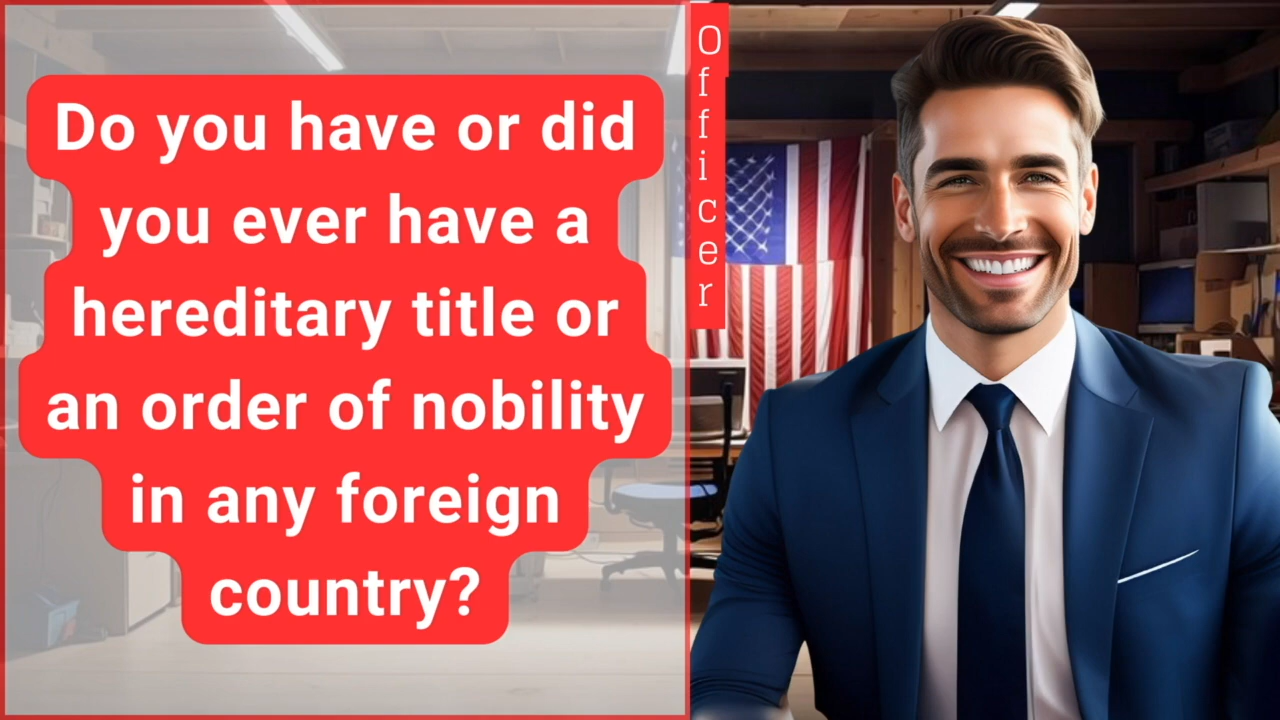 Do you have or did
you ever have a
hereditary title or
an order of nobility
in any foreign
country?
Officer